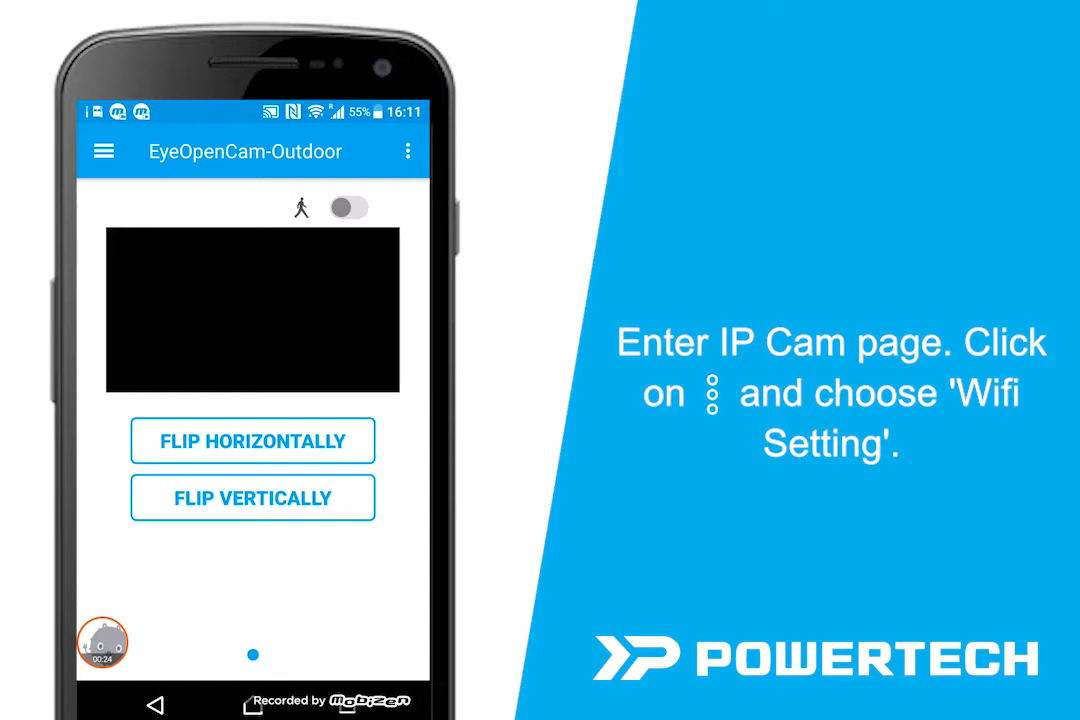 R
55% 16:11
EyeOpenCam-Outdoor
FLIP HORIZONTALLY
FLIP VERTICALLY
00:24
Recorded by mobizen
Enter IP Cam page. Click
on and choose 'Wifi
Setting'.
POWERTECH